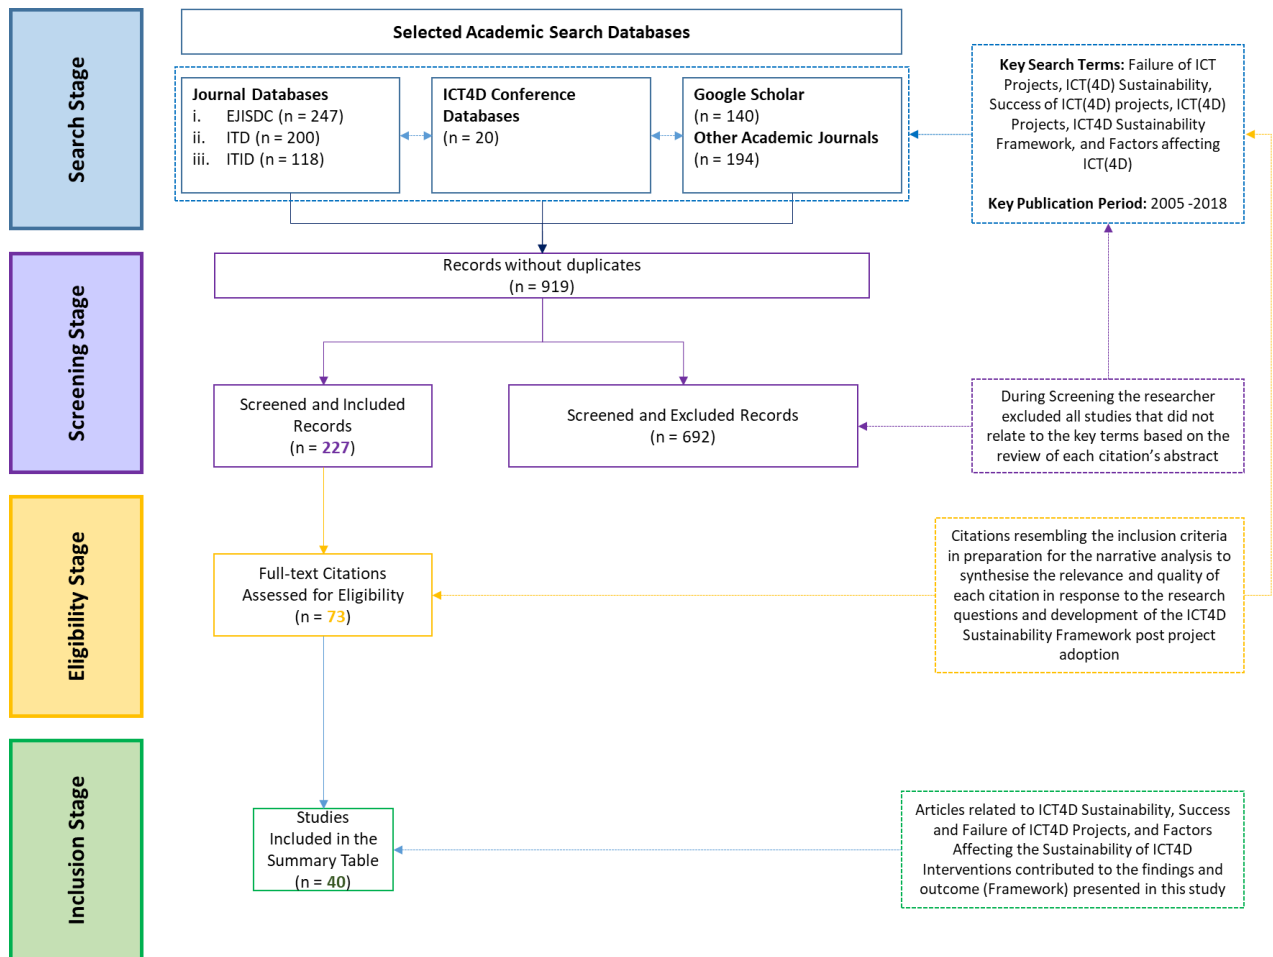 Search Stage
Selected Academic Search Databases
Journal Databases
i. EJISDC (n = 247)
ii. ITD (n = 200)
iii. ITID (n = 118)
ICT4D Conference
Databases
(n = 20)
Google Scholar
(n = 140)
Other Academic Journals
(n = 194)
Key Search Terms: Failure of ICT
Projects, ICT(4D) Sustainability,
Success of ICT(4D) projects, ICT(4D)
Projects, ICT4D Sustainability
Framework, and Factors affecting
ICT(4D)
Key Publication Period: 2005 -2018
Screening Stage
Records without duplicates
(n = 919)
Screened and Included
Records
(n = 227)
Screened and Excluded Records
(n = 692)
During Screening the researcher
excluded all studies that did not
relate to the key terms based on the
review of each citation's abstract
Eligibility Stage
Full-text Citations
Assessed for Eligibility
(n = 73)
Citations resembling the inclusion criteria
in preparation for the narrative analysis to
synthesise the relevance and quality of
each citation in response to the research
questions and development of the ICT4D
Sustainability Framework post project
adoption
Inclusion Stage
Studies
Included in the
Summary Table
(n = 40)
Articles related to ICT4D Sustainability, Success
and Failure of ICT4D Projects, and Factors
Affecting the Sustainability of ICT4D
Interventions contributed to the findings and
outcome (Framework) presented in this study